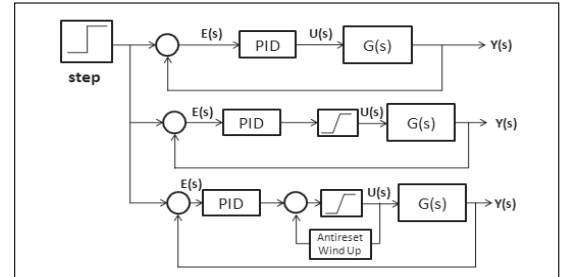 E(s) PID U(s) G(s) Y(s)
step
E(s) PID U(s) G(s) Y(s)
E(s) PID U(s) G(s) Y(s)
Antireset
Wind Up